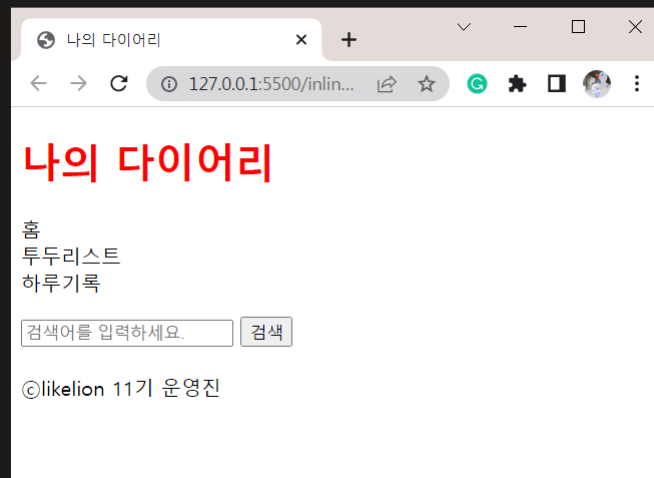 나의 다이어리
127.0.0.1:5500/inlin...
나의 다이어리
홈
투두리스트
하루기록
검색어를 입력하세요. 검색
ⓒlikelion 11기 운영진